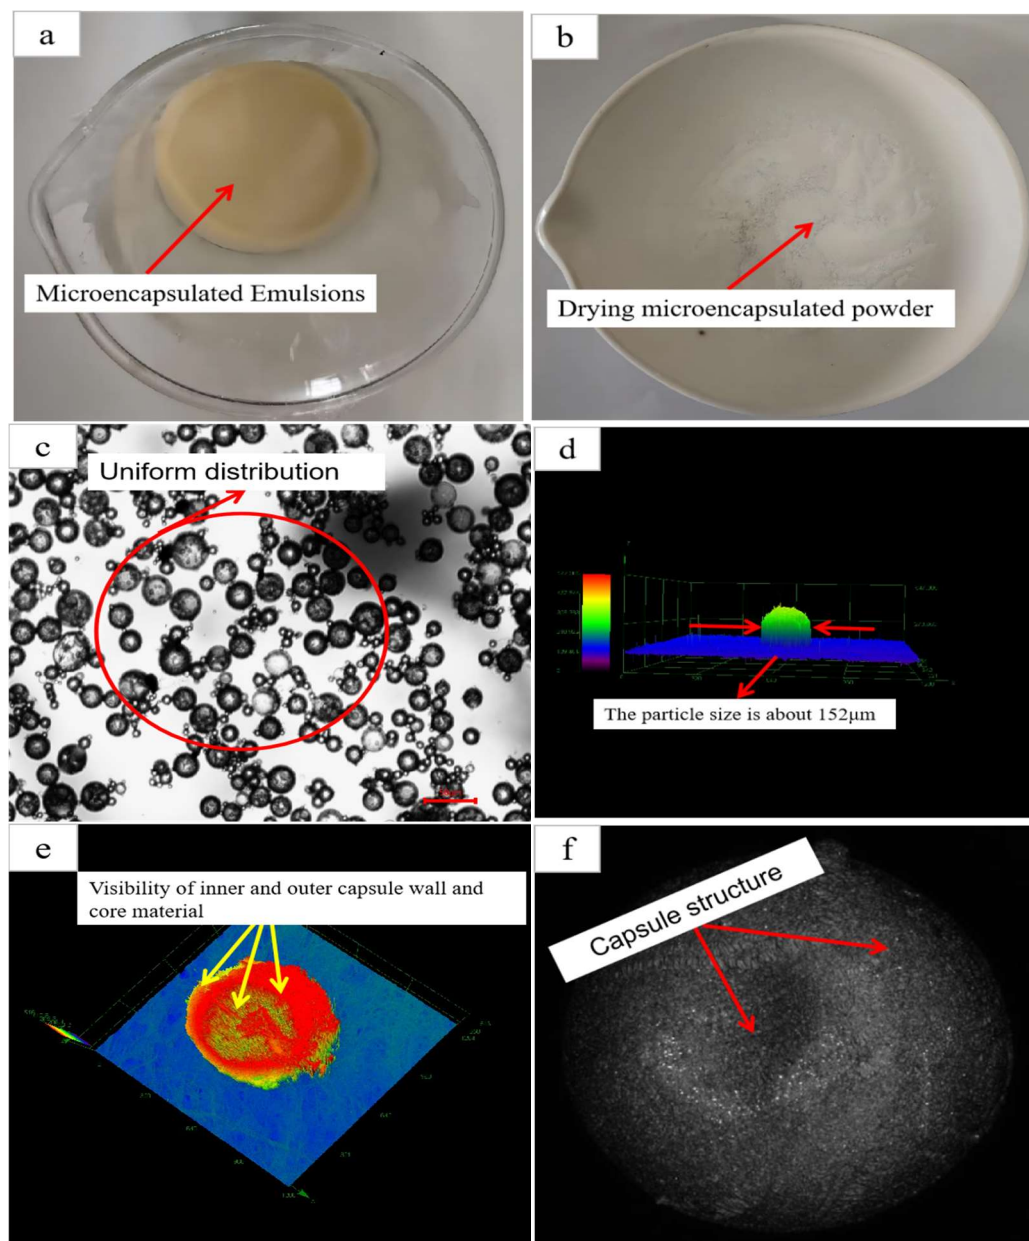 a
b
Microencapsulated Emulsions
Drying microencapsulated powder
c
Uniform distribution
d
The particle size is about 152μm
e
Visibility of inner and outer capsule wall and
core material
f
Capsule structure